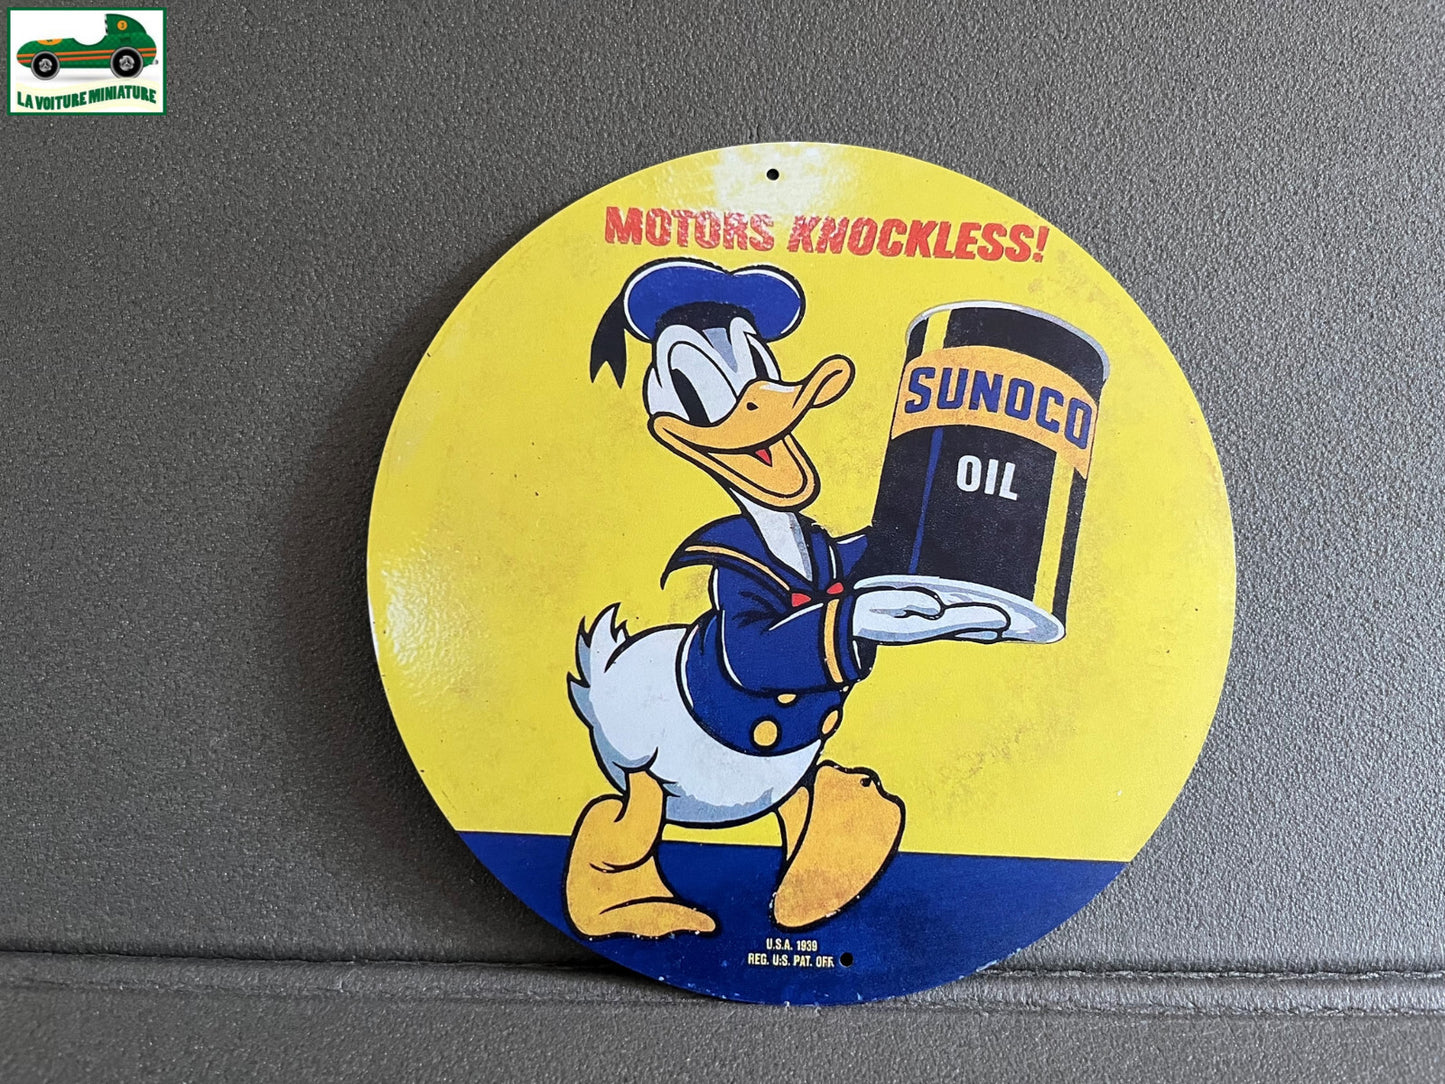 LA VOITURE MINIATURE
MOTORS KNOCKLESS!
SUNOCO
OIL
U.S.A. 1939
REG. U.S. PAT. OFF.